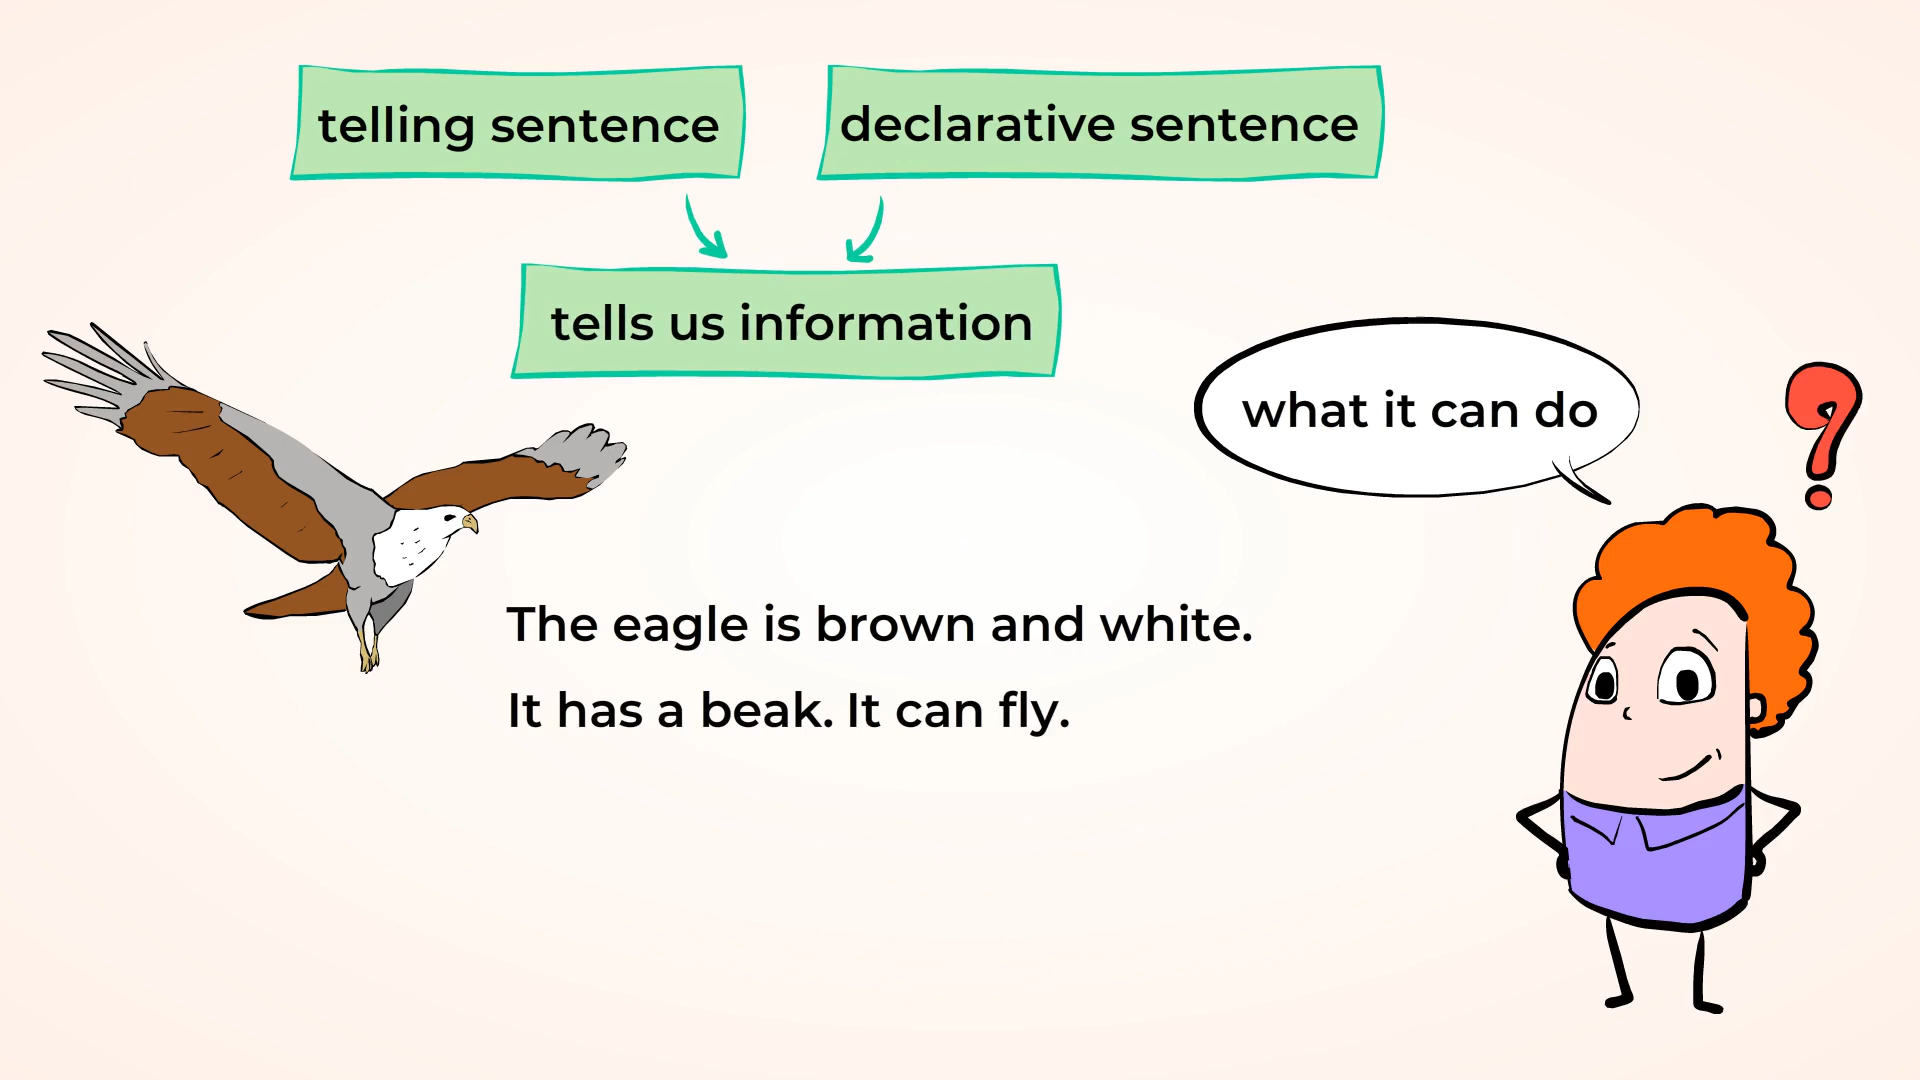 telling sentence
declarative sentence
tells us information
what it can do
?
The eagle is brown and white.
It has a beak. It can fly.